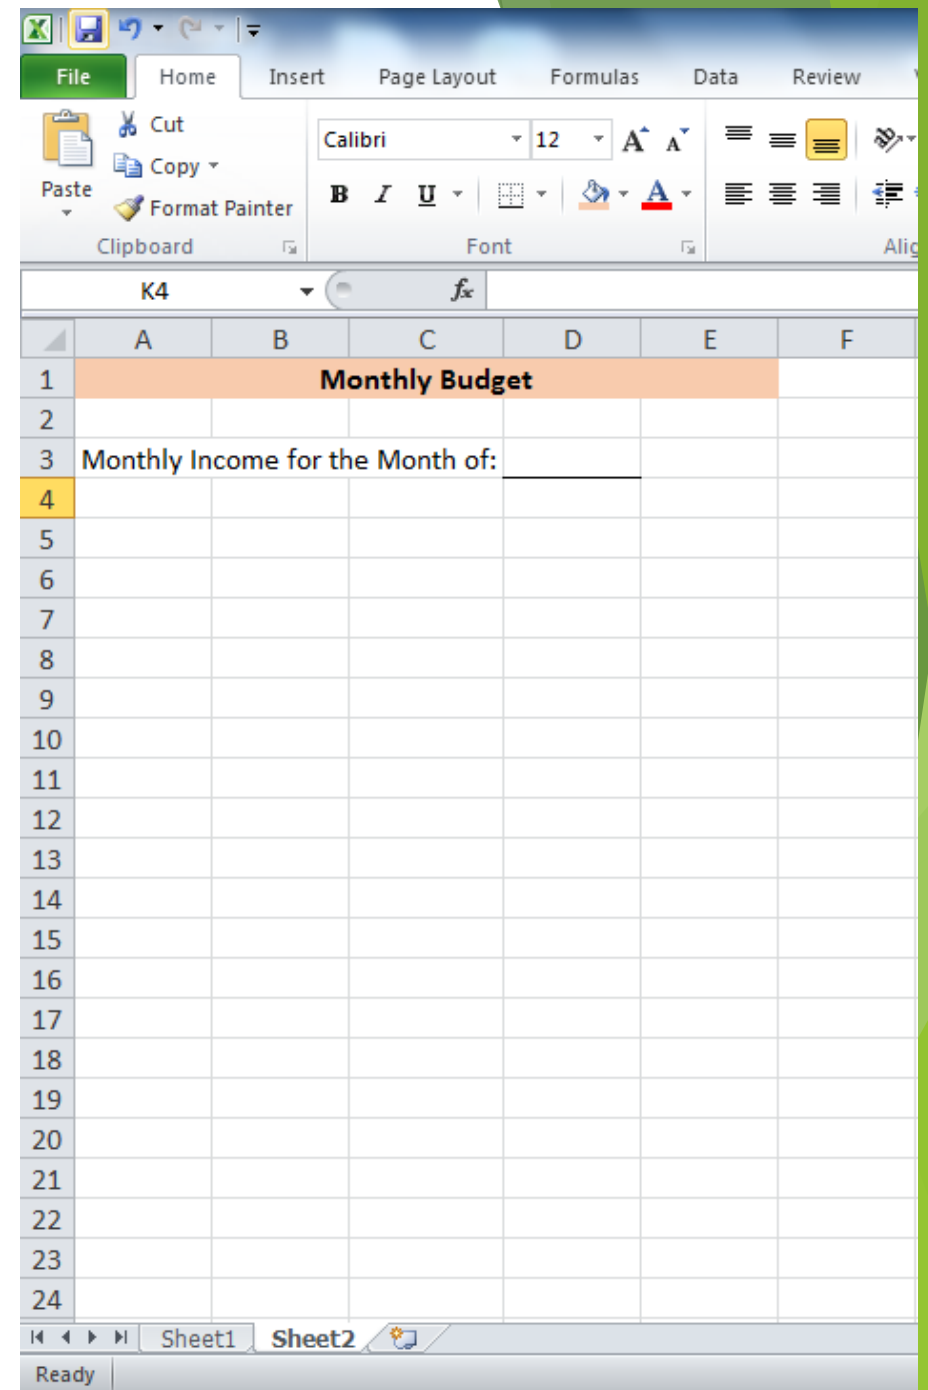 File Home Insert Page Layout Formulas Data Review
Cut
Calibri 12 A A
Copy
Paste
B I U A
Format Painter
Clipboard Font
K4 fx
A B C D E F
1 Monthly Budget
2
3 Monthly Income for the Month of:
4
5
6
7
8
9
10
11
12
13
14
15
16
17
18
19
20
21
22
23
24
Sheet1 Sheet2
Ready